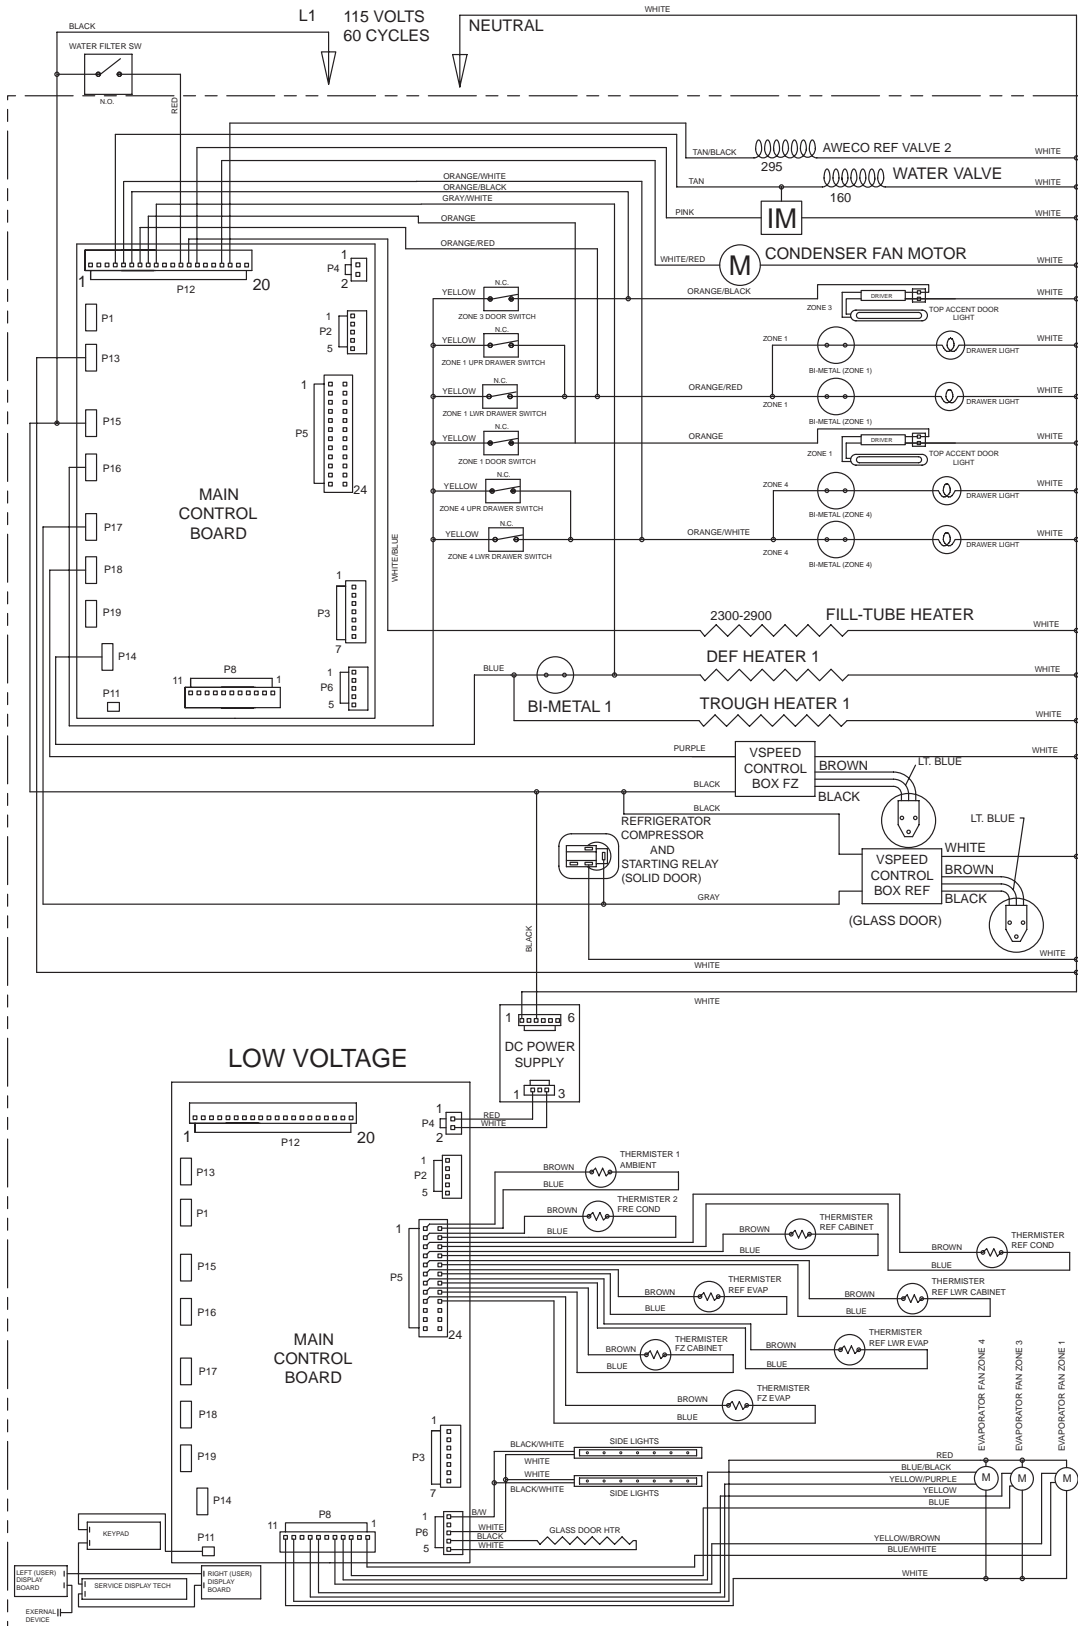 WHITE
L1 115 VOLTS
60 CYCLES
NEUTRAL
BLACK
WATER FILTER SW
N.O.
RED
TAN/BLACK
295
AWECO REF VALVE 2
WHITE
ORANGE/WHITE
ORANGE/BLACK
GRAY/WHITE
TAN
160
WATER VALVE
WHITE
ORANGE
PINK
IM
WHITE
ORANGE/RED
WHITE/RED
M
CONDENSER FAN MOTOR
WHITE
1
P12
20
1
P4
2
P1
1
P2
5
P13
1
P5
24
P15
P16
MAIN
CONTROL
BOARD
P17
P18
P19
P14
P11
P8
11
1
1
P3
7
1
P6
5
WHITE/BLUE
YELLOW
N.C.
ZONE 3 DOOR SWITCH
ORANGE/BLACK
ZONE 3
DRIVER
TOP ACCENT DOOR
LIGHT
WHITE
YELLOW
N.C.
ZONE 1 UPR DRAWER SWITCH
ZONE 1
BI-METAL (ZONE 1)
DRAWER LIGHT
WHITE
YELLOW
N.C.
ZONE 1 LWR DRAWER SWITCH
ORANGE/RED
ZONE 1
BI-METAL (ZONE 1)
DRAWER LIGHT
WHITE
YELLOW
N.C.
ZONE 1 DOOR SWITCH
ORANGE
ZONE 1
DRIVER
TOP ACCENT DOOR
LIGHT
WHITE
YELLOW
N.C.
ZONE 4 UPR DRAWER SWITCH
ZONE 4
BI-METAL (ZONE 4)
DRAWER LIGHT
WHITE
YELLOW
N.C.
ZONE 4 LWR DRAWER SWITCH
ORANGE/WHITE
ZONE 4
BI-METAL (ZONE 4)
DRAWER LIGHT
WHITE
2300-2900
FILL-TUBE HEATER
WHITE
BLUE
BI-METAL 1
DEF HEATER 1
WHITE
TROUGH HEATER 1
WHITE
PURPLE
VSPEED
CONTROL
BOX FZ
BROWN
LT. BLUE
BLACK
WHITE
BLACK
BLACK
REFRIGERATOR
COMPRESSOR
AND
STARTING RELAY
(SOLID DOOR)
LT. BLUE
VSPEED
CONTROL
BOX REF
WHITE
BROWN
BLACK
GRAY
(GLASS DOOR)
BLACK
WHITE
WHITE
WHITE
1
6
DC POWER
SUPPLY
1
3
LOW VOLTAGE
1
P12
20
1
P4
2
RED
WHITE
P13
1
P2
5
P1
P15
P16
1
P5
24
MAIN
CONTROL
BOARD
P17
P18
P19
P14
P11
P8
11
1
1
P3
7
1
P6
5
BROWN
THERMISTER 1
AMBIENT
BLUE
BROWN
THERMISTER 2
FRE COND
BLUE
BROWN
THERMISTER
REF CABINET
BLUE
BROWN
THERMISTER
REF COND
BLUE
BROWN
THERMISTER
REF EVAP
BLUE
BROWN
THERMISTER
REF LWR CABINET
BLUE
BROWN
THERMISTER
FZ CABINET
BLUE
BROWN
THERMISTER
REF LWR EVAP
BLUE
BROWN
THERMISTER
FZ EVAP
BLUE
EVAPORATOR FAN ZONE 4
EVAPORATOR FAN ZONE 3
EVAPORATOR FAN ZONE 1
BLACK/WHITE
SIDE LIGHTS
WHITE
WHITE
BLACK/WHITE
SIDE LIGHTS
RED
BLUE/BLACK
YELLOW/PURPLE
YELLOW
BLUE
M
M
M
B/W
WHITE
BLACK
WHITE
GLASS DOOR HTR
YELLOW/BROWN
BLUE/WHITE
WHITE
KEYPAD
LEFT (USER)
DISPLAY
BOARD
SERVICE DISPLAY TECH
RIGHT (USER)
DISPLAY
BOARD
EXERNAL
DEVICE